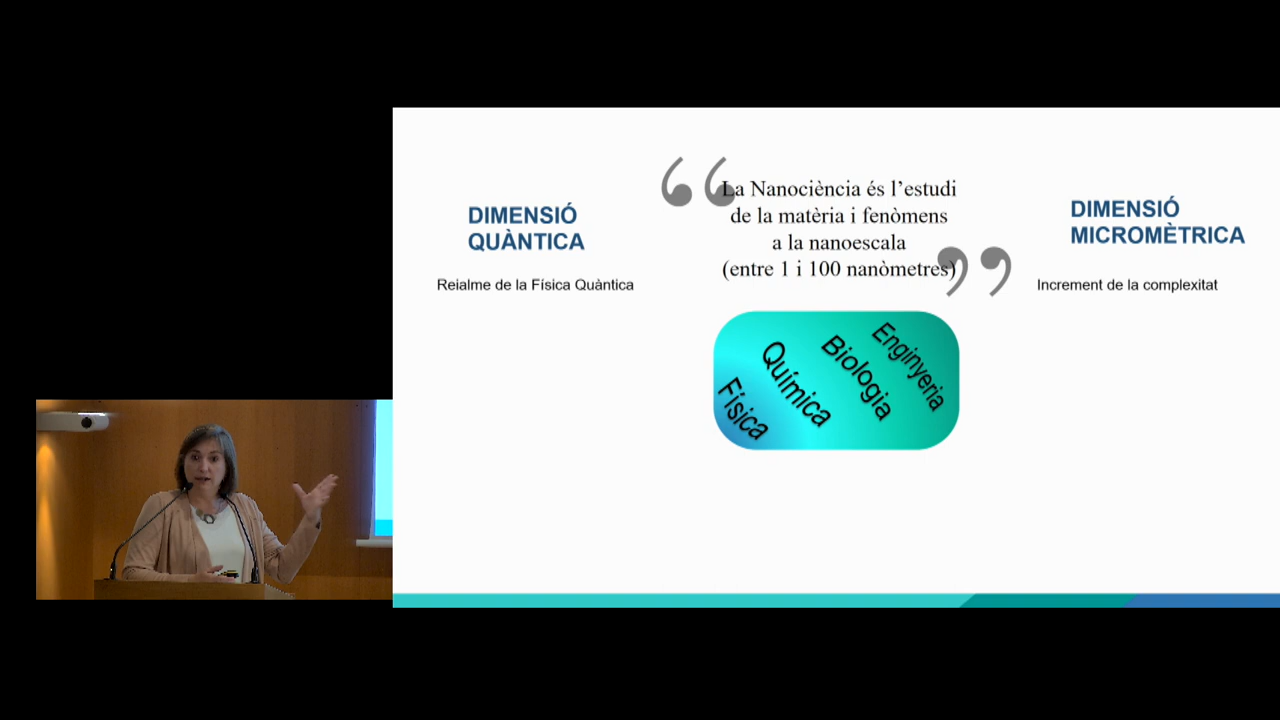 DIMENSIÓ
QUÀNTICA
Reialme de la Física Quàntica
“La Nanociència és l’estudi
de la matèria i fenòmens
a la nanoescala
(entre 1 i 100 nanòmetres)”
Física
Química
Biologia
Enginyeria
DIMENSIÓ
MICROMÈTRICA
Increment de la complexitat